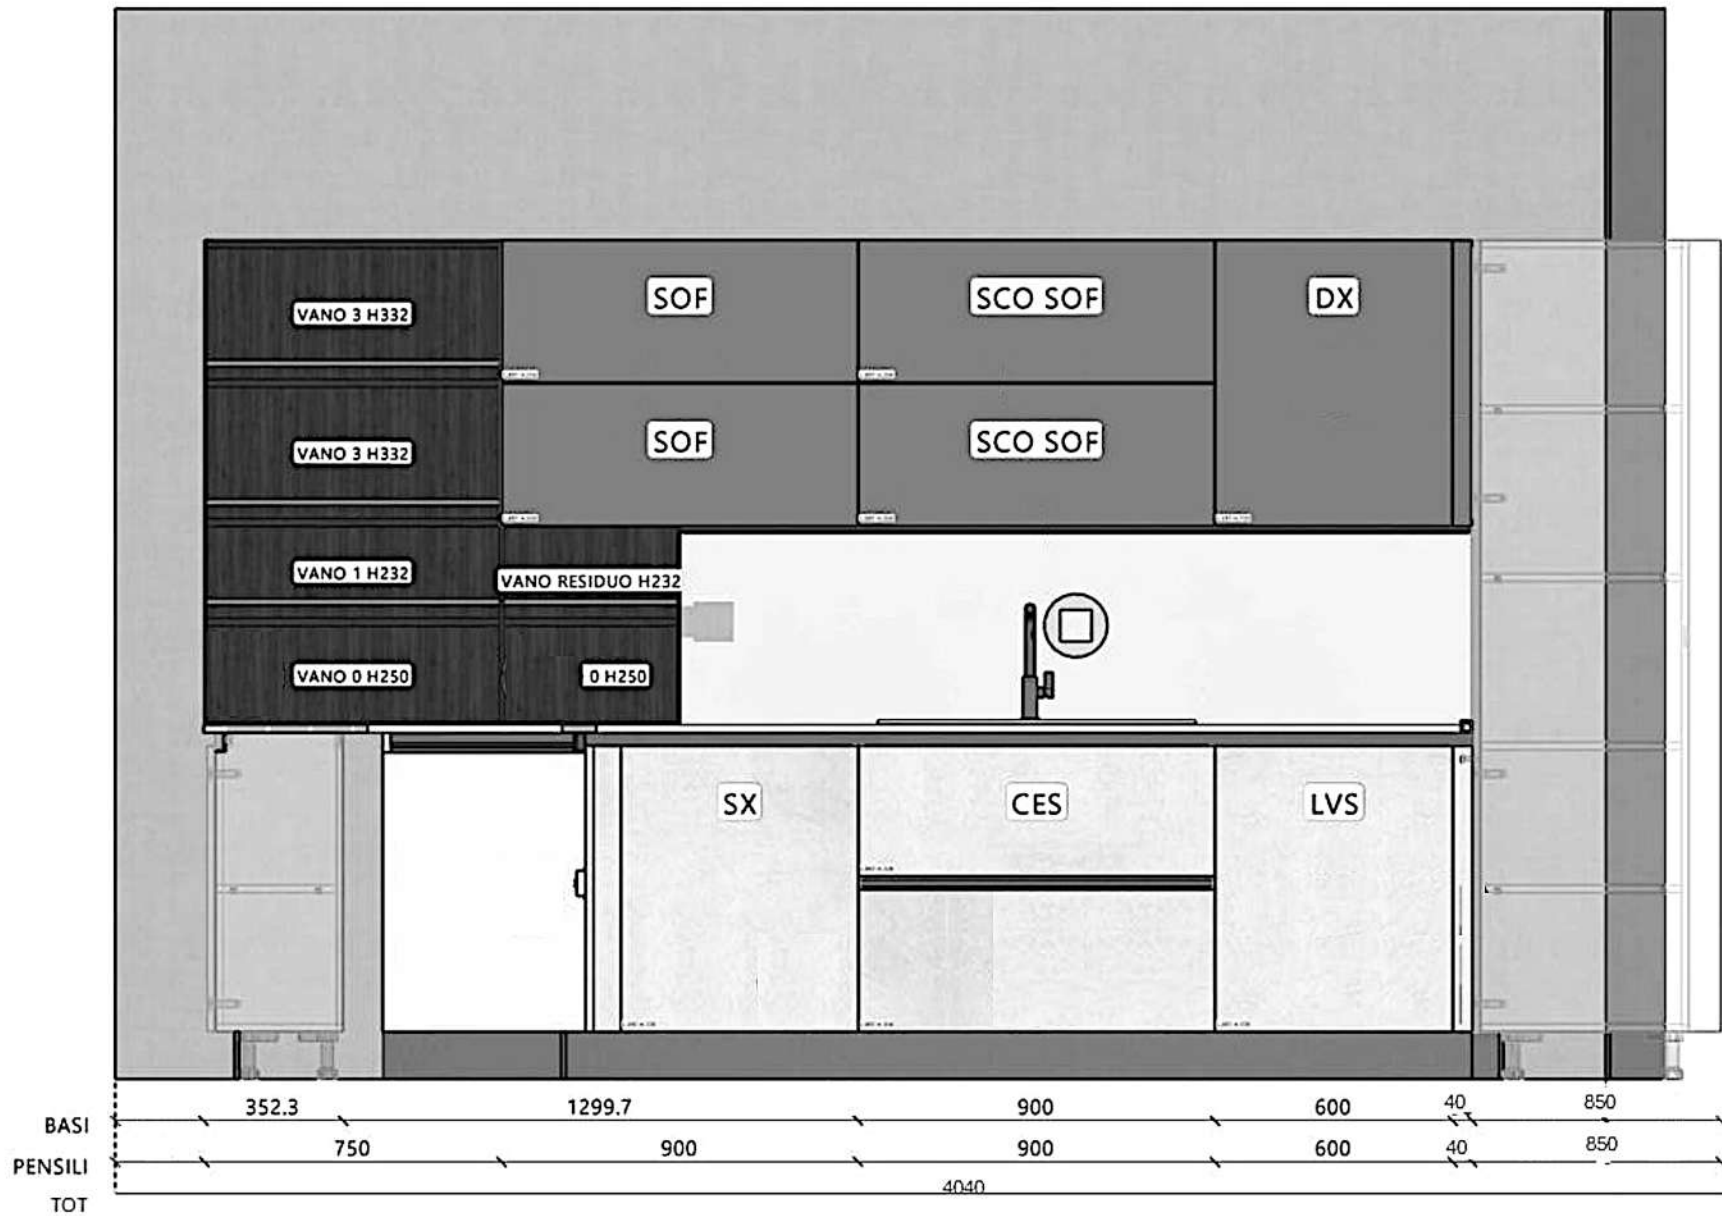 VANO 3 H332
SOF
SCO SOF
DX
VANO 3 H332
SOF
SCO SOF
VANO 1 H232
VANO RESIDUO H232
VANO 0 H250
0 H250
SX
CES
LVS
BASI 352.3 1299.7 900 600 40 850
PENSILI 750 900 900 600 40 850
TOT 4040